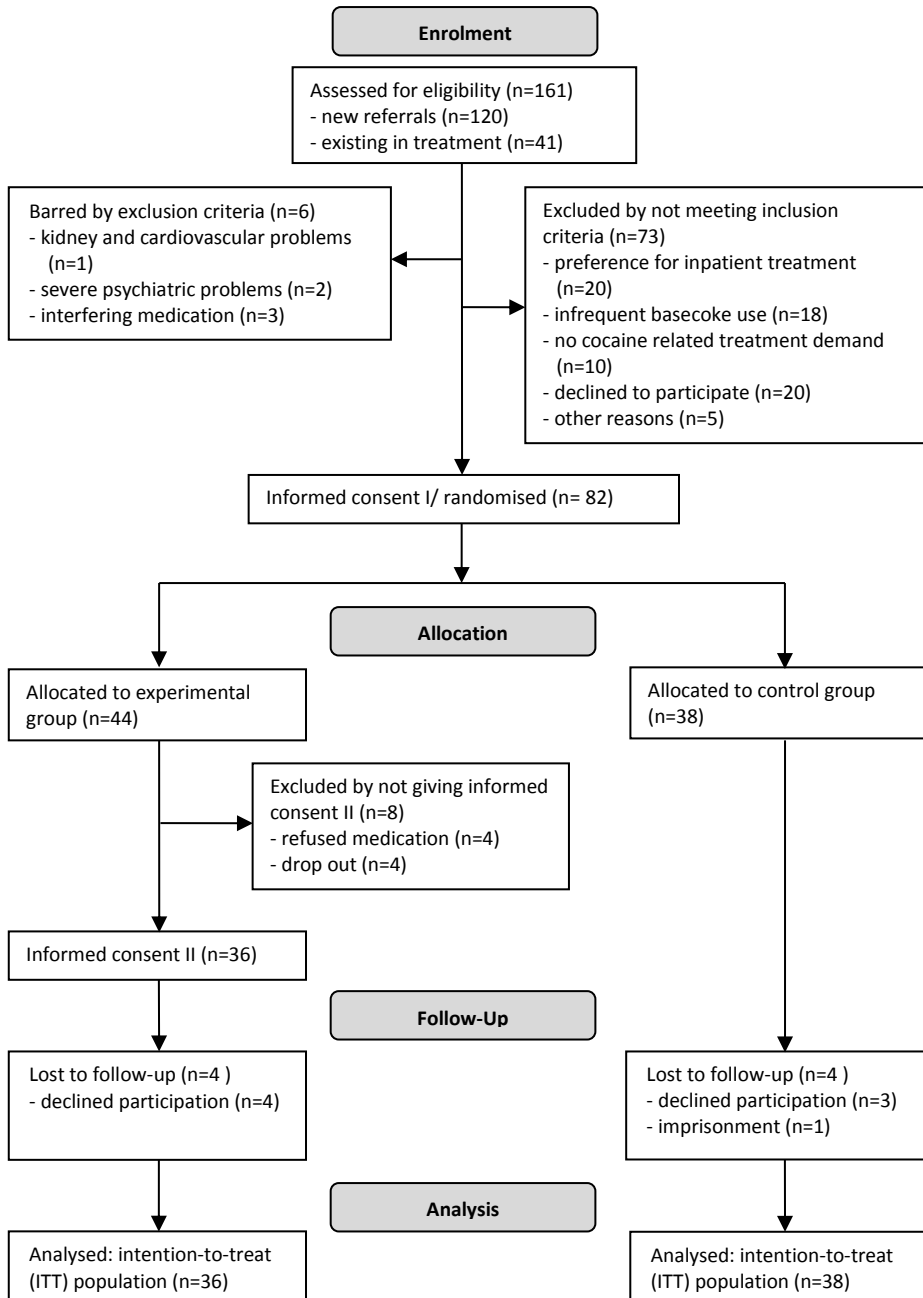 Enrolment
Assessed for eligibility (n=161)
- new referrals (n=120)
- existing in treatment (n=41)
Barred by exclusion criteria (n=6)
- kidney and cardiovascular problems
(n=1)
- severe psychiatric problems (n=2)
- interfering medication (n=3)
Excluded by not meeting inclusion
criteria (n=73)
- preference for inpatient treatment
(n=20)
- infrequent basecoke use (n=18)
- no cocaine related treatment demand
(n=10)
- declined to participate (n=20)
- other reasons (n=5)
Informed consent I/ randomised (n= 82)
Allocation
Allocated to experimental
group (n=44)
Allocated to control group
(n=38)
Excluded by not giving informed
consent II (n=8)
- refused medication (n=4)
- drop out (n=4)
Informed consent II (n=36)
Follow-Up
Lost to follow-up (n=4 )
- declined participation (n=4)
Lost to follow-up (n=4 )
- declined participation (n=3)
- imprisonment (n=1)
Analysis
Analysed: intention-to-treat
(ITT) population (n=36)
Analysed: intention-to-treat
(ITT) population (n=38)